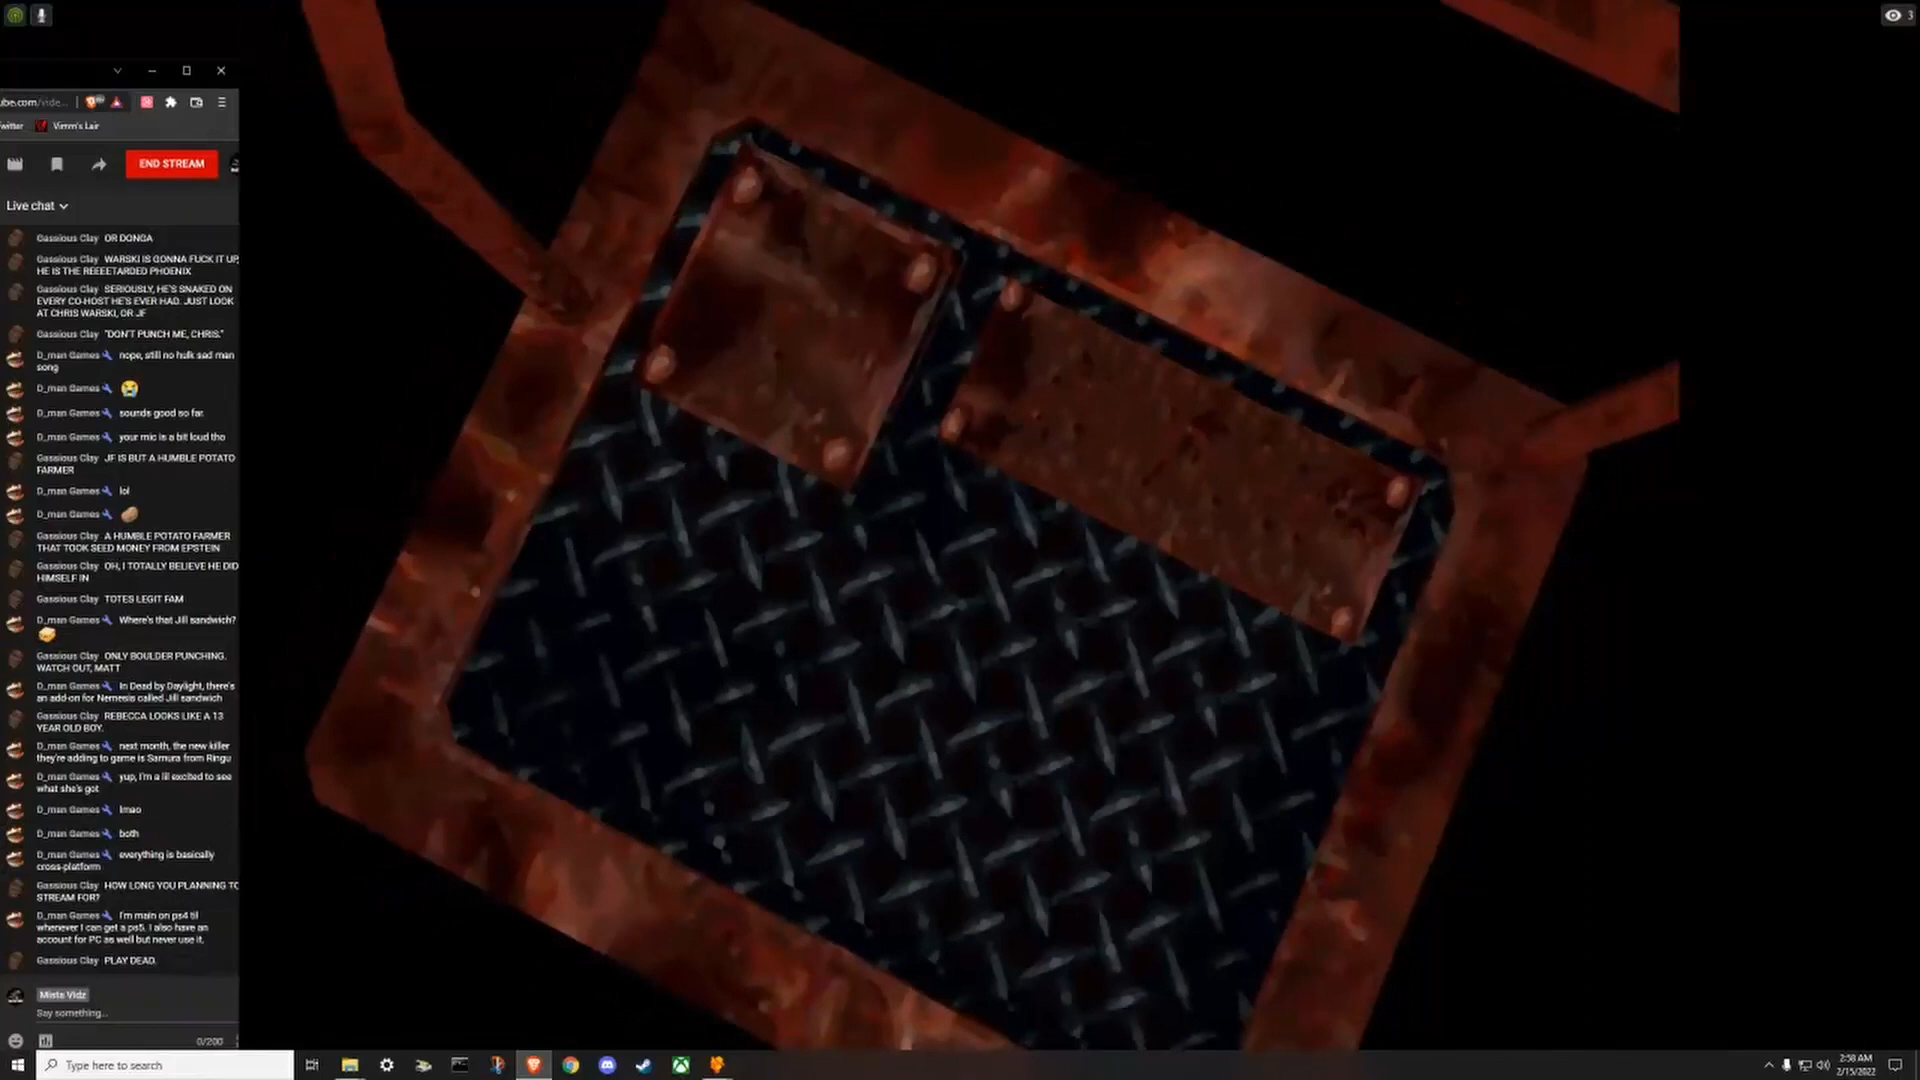 3
ube.com/vide...
witter Vimm's Lair
END STREAM
Live chat
Gassious Clay OR DONGA
Gassious Clay WARSKI IS GONNA FUCK IT UP,
HE IS THE REEEETARDED PHOENIX
Gassious Clay SERIOUSLY, HE'S SNAKED ON
EVERY CO-HOST HE'S EVER HAD. JUST LOOK
AT CHRIS WARSKI, OR JF
Gassious Clay "DON'T PUNCH ME, CHRIS."
D_man Games nope, still no hulk sad man
song
D_man Games 😭
D_man Games sounds good so far.
D_man Games your mic is a bit loud tho
Gassious Clay JF IS BUT A HUMBLE POTATO
FARMER
D_man Games lol
D_man Games 🥔
Gassious Clay A HUMBLE POTATO FARMER
THAT TOOK SEED MONEY FROM EPSTEIN
Gassious Clay OH, I TOTALLY BELIEVE HE DID
HIMSELF IN
Gassious Clay TOTES LEGIT FAM
D_man Games Where's that Jill sandwich?
Gassious Clay ONLY BOULDER PUNCHING.
WATCH OUT, MATT
D_man Games In Dead by Daylight, there's
an add-on for Nemesis called Jill sandwich
Gassious Clay REBECCA LOOKS LIKE A 13
YEAR OLD BOY.
D_man Games next month, the new killer
they're adding to game is Samura from Ringu
D_man Games yup, I'm a lil excited to see
what she's got
D_man Games lmao
D_man Games both
D_man Games everything is basically
cross-platform
Gassious Clay HOW LONG YOU PLANNING TO
STREAM FOR?
D_man Games I'm main on ps4 til
whenever I can get a ps5. I also have an
account for PC as well but never use it.
Gassious Clay PLAY DEAD.
Mista Vidz
Say something...
0/200
Type here to search
2:58 AM
2/15/2022